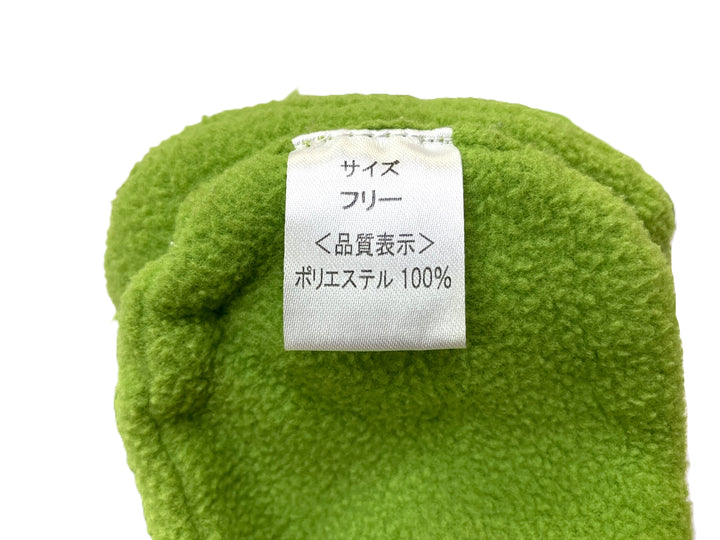 サイズ
フリー
<品質表示>
ポリエステル 100%